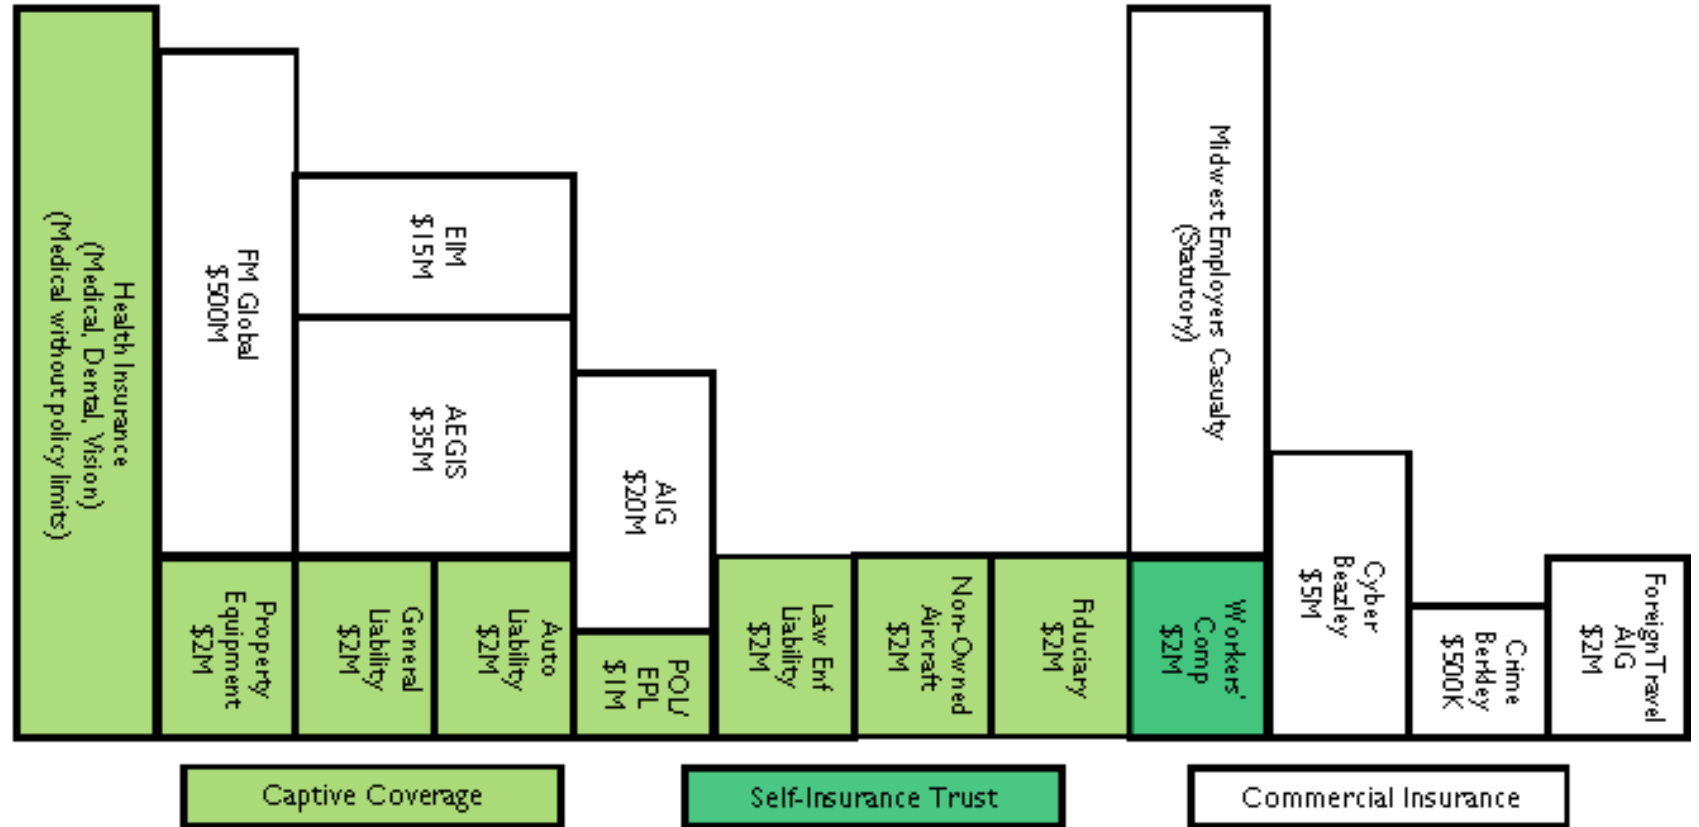 Health Insurance
(Medical, Dental, Vision)
(Medical without policy limits)
FM Global
$500M
Property
Equipment
$2M
EIM
$15M
AEGIS
$35M
General
Liability
$2M
Auto
Liability
$2M
AIG
$20M
POL/
EPL
$1M
Law Enf
Liability
$2M
Non-Owned
Aircraft
$2M
Fiduciary
$2M
Midwest Employers Casualty
(Statutory)
Workers'
Comp
$2M
Cyber
Beazley
$5M
Crime
Berkley
$500K
Foreign Travel
AIG
$2M
Captive Coverage
Self-Insurance Trust
Commercial Insurance